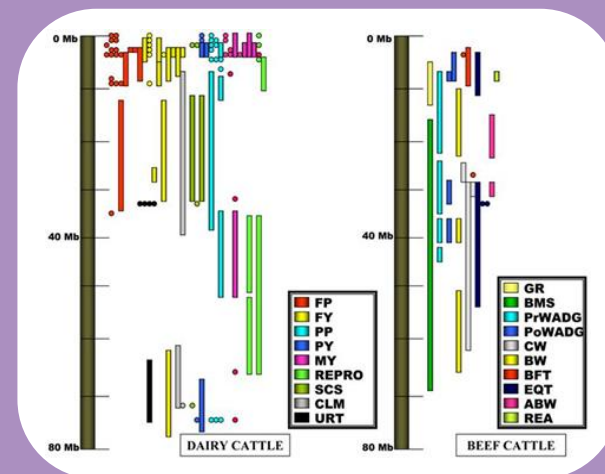 0 Mb
40 Mb
80 Mb
FP
FY
PP
PY
MY
REPRO
SCS
CLM
URT
DAIRY CATTLE
0 Mb
40 Mb
80 Mb
GR
BMS
PrWADG
PoWADG
CW
BW
BFT
EQT
ABW
REA
BEEF CATTLE